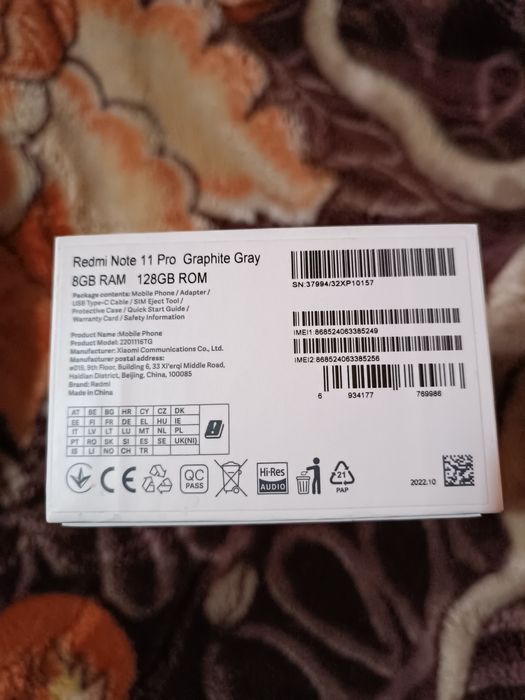 Redmi Note 11 Pro Graphite Gray
8GB RAM 128GB ROM
Package contents: Mobile Phone / Adapter /
USB Type-C Cable / SIM Eject Tool /
Protective Case / Quick Start Guide /
Warranty Card / Safety Information
Product Name :Mobile Phone
Product Model: 2201116TG
Manufacturer: Xiaomi Communications Co., Ltd.
Manufacturer postal address:
#019, 9th Floor, Building 6, 33 Xi'erqi Middle Road,
Haidian District, Beijing, China, 100085
Brand: Redmi
Made in China
SN:37994/32XP10157
IMEI1:868524063385249
IMEI2:868524063385256
6 934177 769986
AT BE BG HR CY CZ DK
EE FI FR DE EL HU IE
IT LV LT LU MT NL PL
PT RO SK SI ES SE UK(NI)
IS LI NO CH TR
CE
QC
PASS
Hi-Res
AUDIO
21
PAP
2022.10